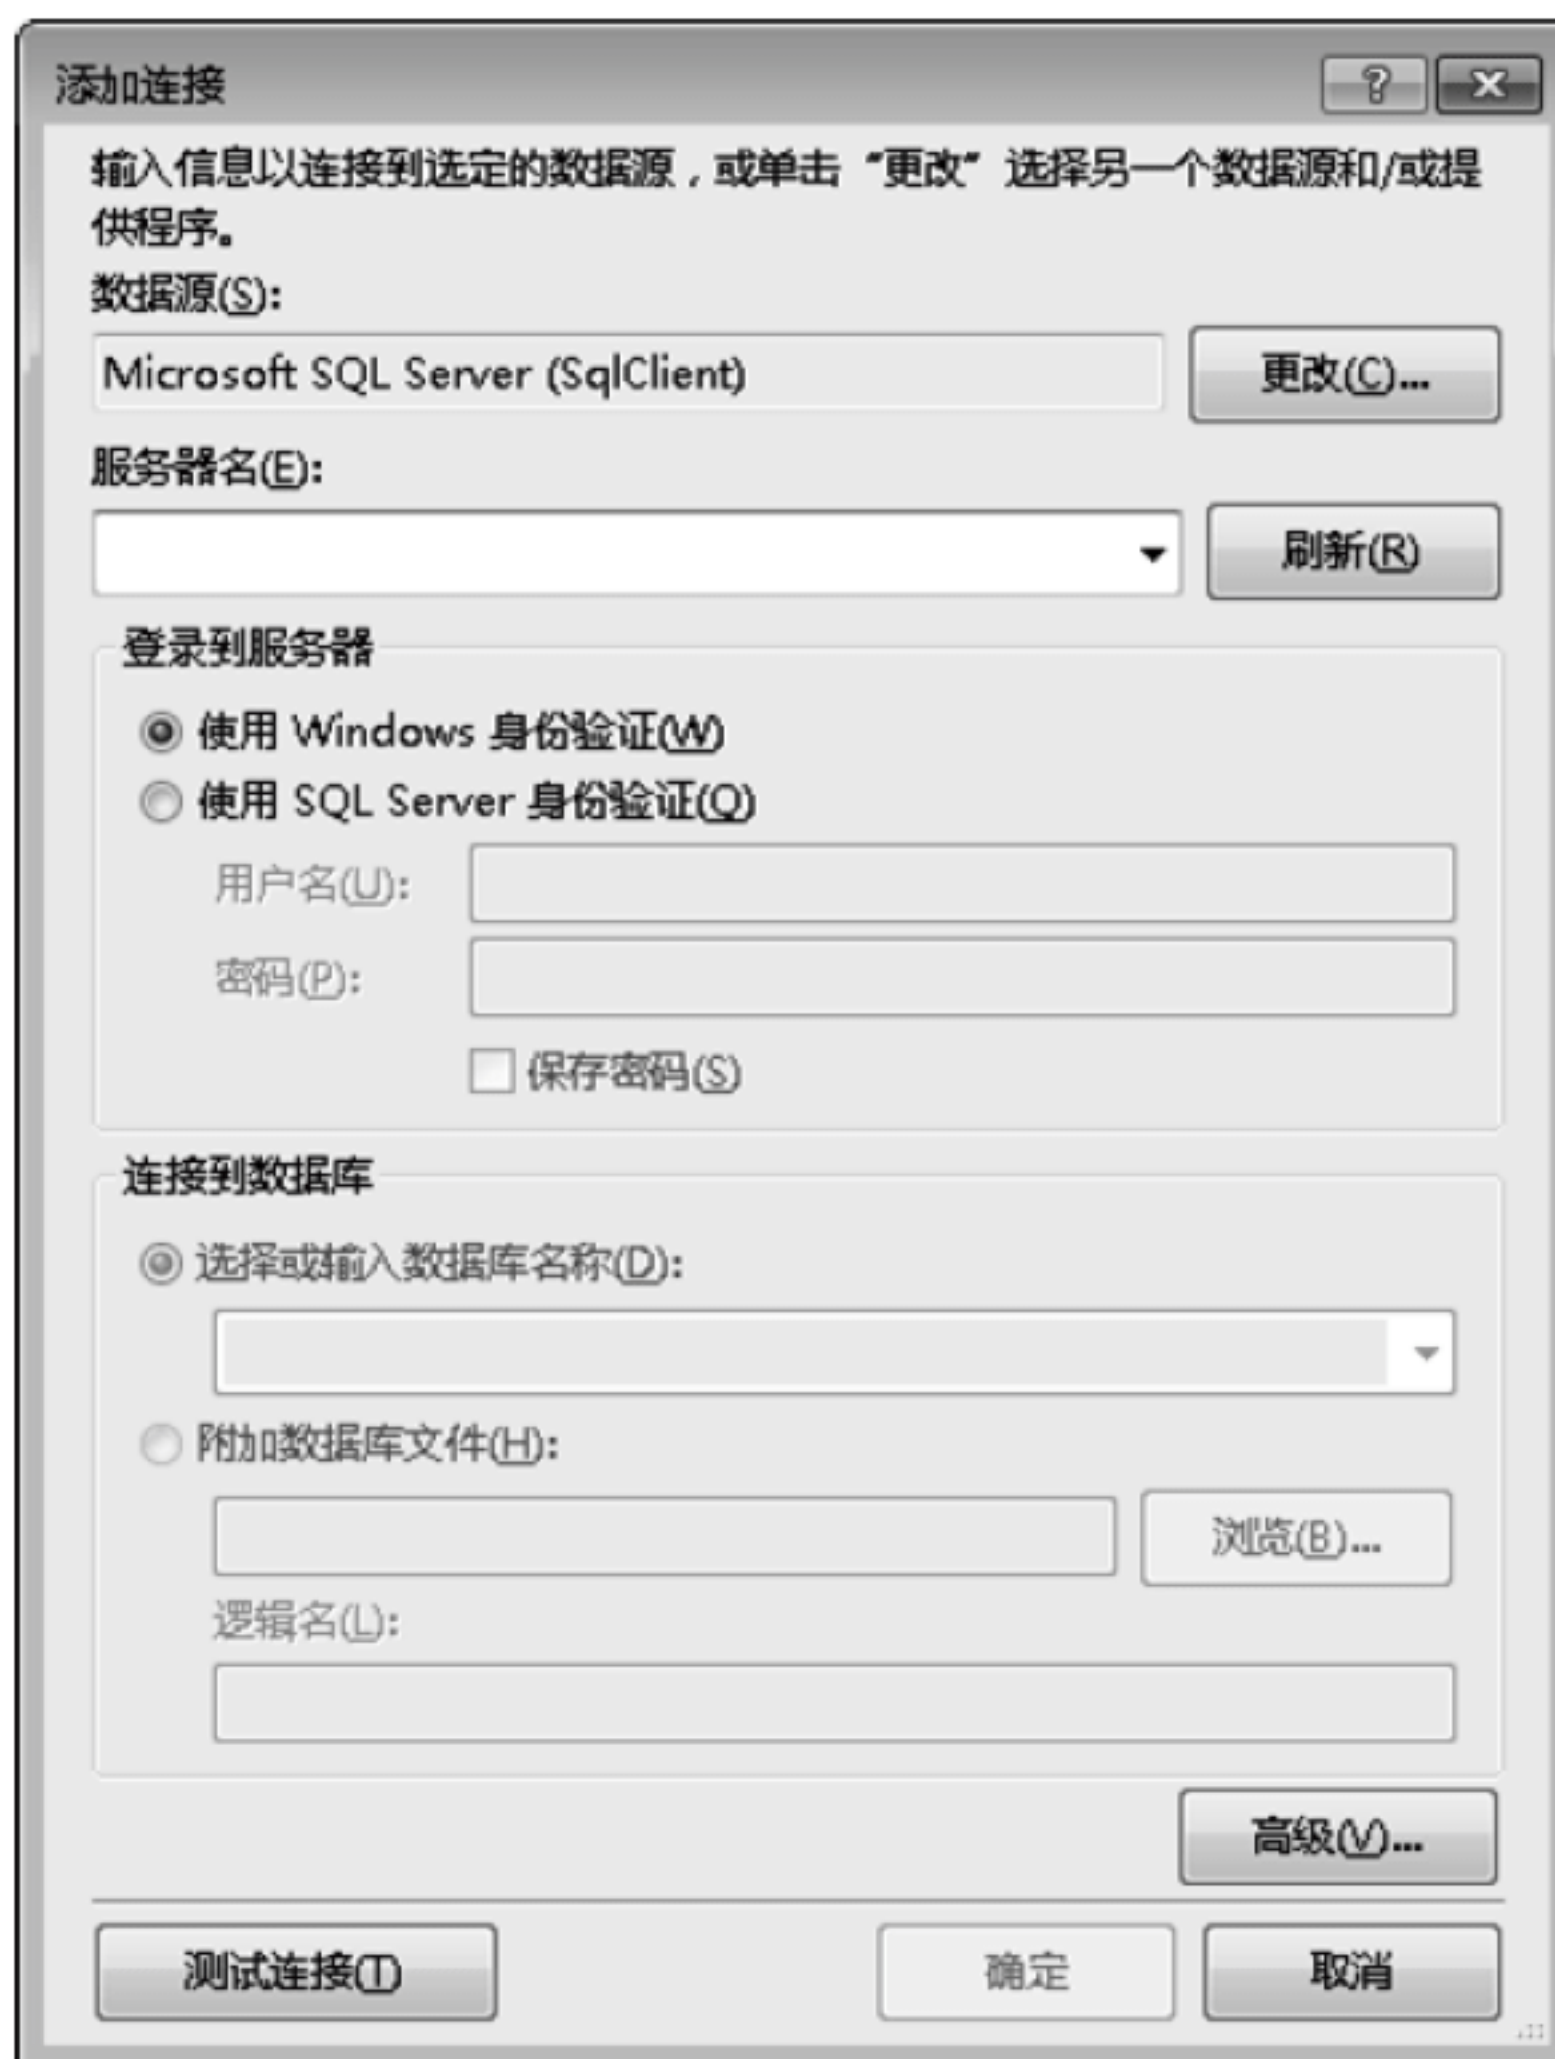 添加连接
输入信息以连接到选定的数据源，或单击“更改”选择另一个数据源和/或提
供程序。
数据源(S):
Microsoft SQL Server (SqlClient)
更改(C)...
服务器名(E):
刷新(R)
登录到服务器
使用 Windows 身份验证(W)
使用 SQL Server 身份验证(Q)
用户名(U):
密码(P):
保存密码(S)
连接到数据库
选择或输入数据库名称(D):
附加数据库文件(H):
浏览(B)...
逻辑名(L):
高级(V)...
测试连接(T)
确定
取消